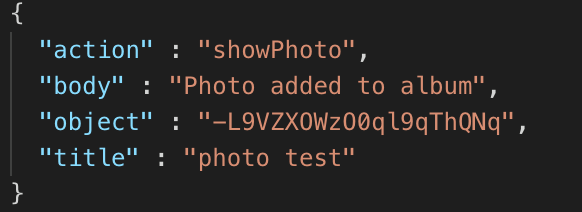 {
"action" : "showPhoto",
"body" : "Photo added to album",
"object" : "-L9VZXOWzO0ql9qThQNq",
"title" : "photo test"
}